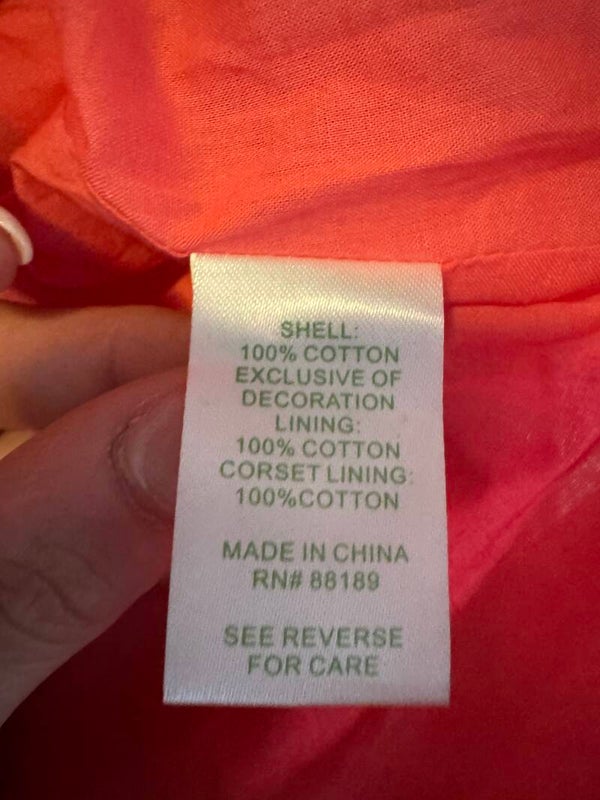 SHELL:
100% COTTON
EXCLUSIVE OF
DECORATION
LINING:
100% COTTON
CORSET LINING:
100%COTTON
MADE IN CHINA
RN# 88189
SEE REVERSE
FOR CARE